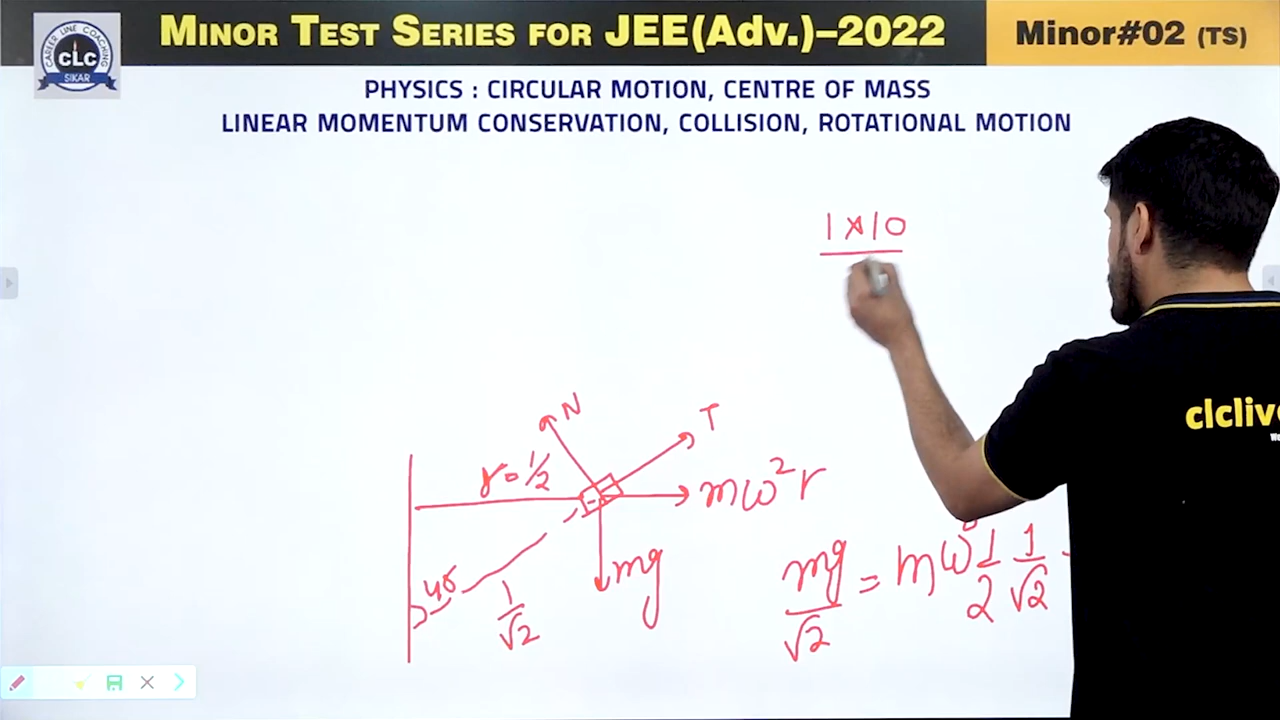 MINOR TEST SERIES FOR JEE(Adv.)–2022
Minor#02 (TS)
CAREER LINE COACHING
CLC
SIKAR
PHYSICS : CIRCULAR MOTION, CENTRE OF MASS
LINEAR MOMENTUM CONSERVATION, COLLISION, ROTATIONAL MOTION
1×10
N
T
r=1/2
mω²r
mg
45
1/√2
mg/√2 = mω 1/2 1/√2
clclive